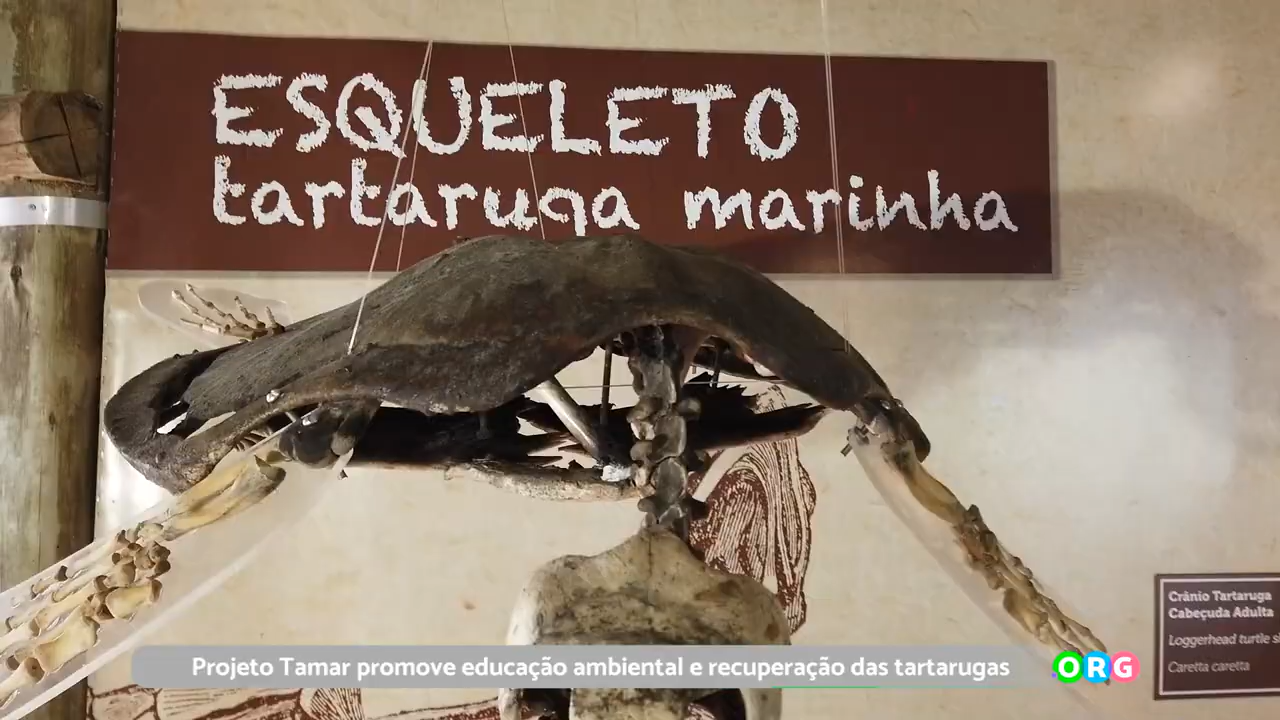 ESQUELETO
tartaruga marinha
Crânio Tartaruga
Cabeçuda Adulta
Loggerhead turtle
Caretta caretta
Projeto Tamar promove educação ambiental e recuperação das tartarugas
ORG